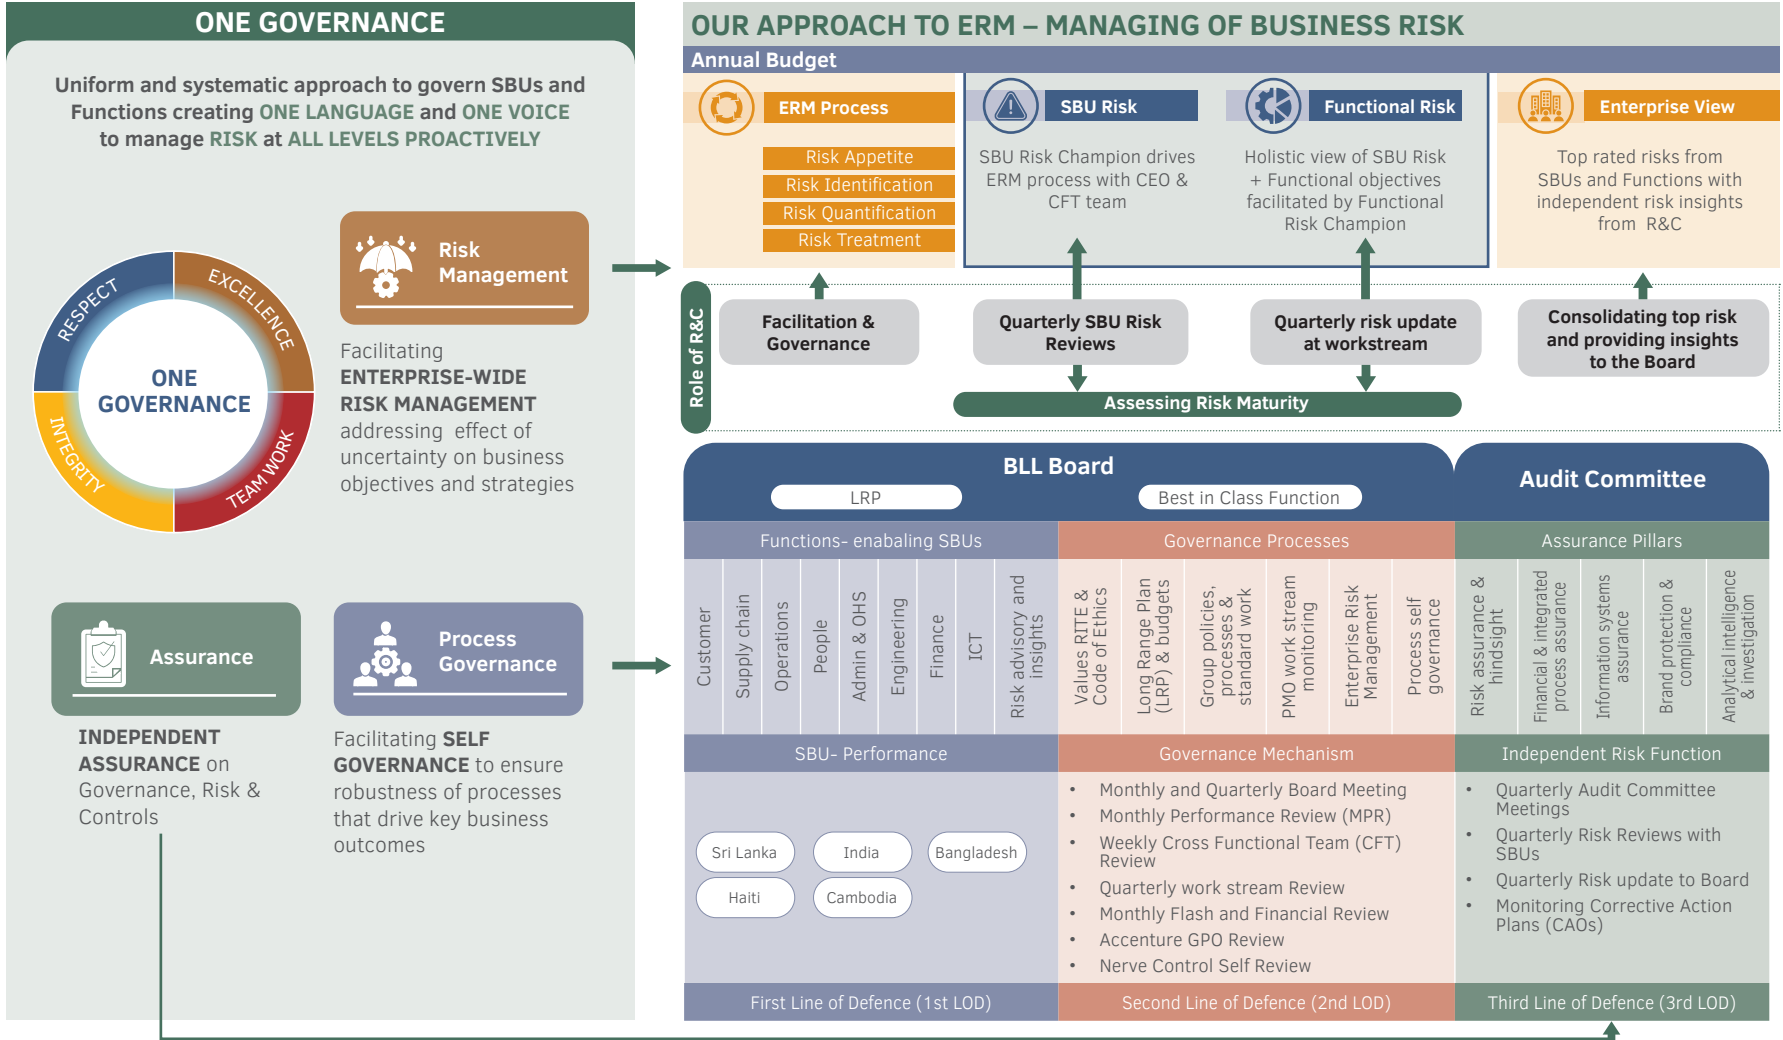 ONE GOVERNANCE
Uniform and systematic approach to govern SBUs and
Functions creating ONE LANGUAGE and ONE VOICE
to manage RISK at ALL LEVELS PROACTIVELY
RESPECT
EXCELLENCE
INTEGRITY
TEAM WORK
ONE
GOVERNANCE
Risk
Management
Facilitating
ENTERPRISE-WIDE
RISK MANAGEMENT
addressing effect of
uncertainty on business
objectives and strategies
Assurance
INDEPENDENT
ASSURANCE on
Governance, Risk &
Controls
Process
Governance
Facilitating SELF
GOVERNANCE to ensure
robustness of processes
that drive key business
outcomes
OUR APPROACH TO ERM – MANAGING OF BUSINESS RISK
Annual Budget
ERM Process
Risk Appetite
Risk Identification
Risk Quantification
Risk Treatment
SBU Risk
SBU Risk Champion drives
ERM process with CEO &
CFT team
Functional Risk
Holistic view of SBU Risk
+ Functional objectives
facilitated by Functional
Risk Champion
Enterprise View
Top rated risks from
SBUs and Functions with
independent risk insights
from R&C
Role of R&C
Facilitation &
Governance
Quarterly SBU Risk
Reviews
Quarterly risk update
at workstream
Consolidating top risk
and providing insights
to the Board
Assessing Risk Maturity
BLL Board
LRP
Best in Class Function
Audit Committee
Functions- enabaling SBUs
Customer
Supply chain
Operations
People
Admin & OHS
Engineering
Finance
ICT
Risk advisory and
insights
Governance Processes
Values RITE &
Code of Ethics
Long Range Plan
(LRP) & budgets
Group policies,
processes &
standard work
PMO work stream
monitoring
Enterprise Risk
Management
Process self
governance
Assurance Pillars
Risk assurance &
hindsight
Financial & integrated
process assurance
Information systems
assurance
Brand protection &
compliance
Analytical intelligence
& investigation
SBU- Performance
Sri Lanka
India
Bangladesh
Haiti
Cambodia
Governance Mechanism
• Monthly and Quarterly Board Meeting
• Monthly Performance Review (MPR)
• Weekly Cross Functional Team (CFT)
Review
• Quarterly work stream Review
• Monthly Flash and Financial Review
• Accenture GPO Review
• Nerve Control Self Review
Independent Risk Function
• Quarterly Audit Committee
Meetings
• Quarterly Risk Reviews with
SBUs
• Quarterly Risk update to Board
• Monitoring Corrective Action
Plans (CAOs)
First Line of Defence (1st LOD)
Second Line of Defence (2nd LOD)
Third Line of Defence (3rd LOD)